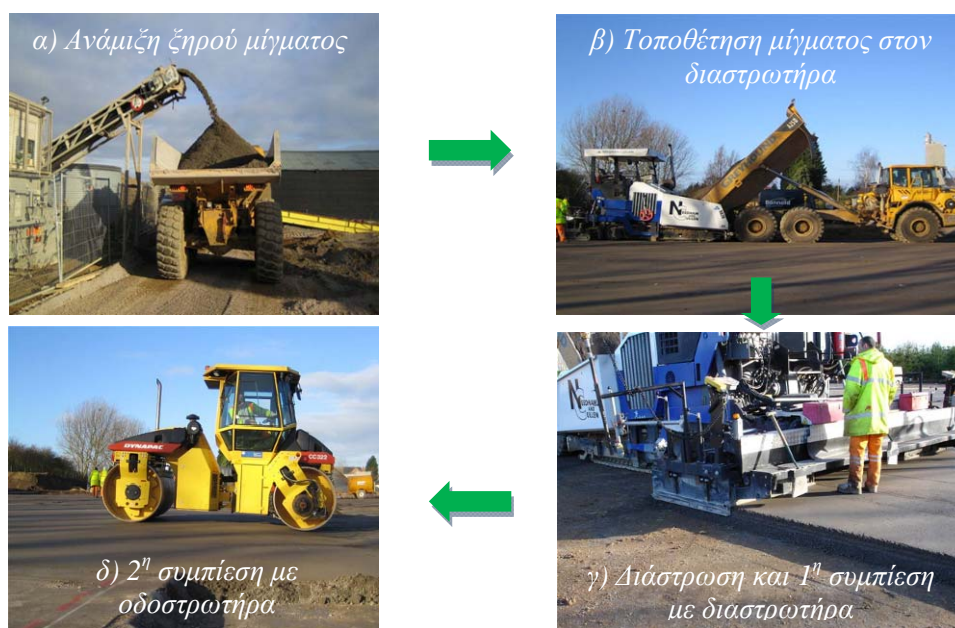 α) Ανάμιξη ξηρού μίγματος
β) Τοποθέτηση μίγματος στον
διαστρωτήρα
δ) 2η συμπίεση με
οδοστρωτήρα
γ) Διάστρωση και 1η συμπίεση
με διαστρωτήρα
DYNAPAC
CC322